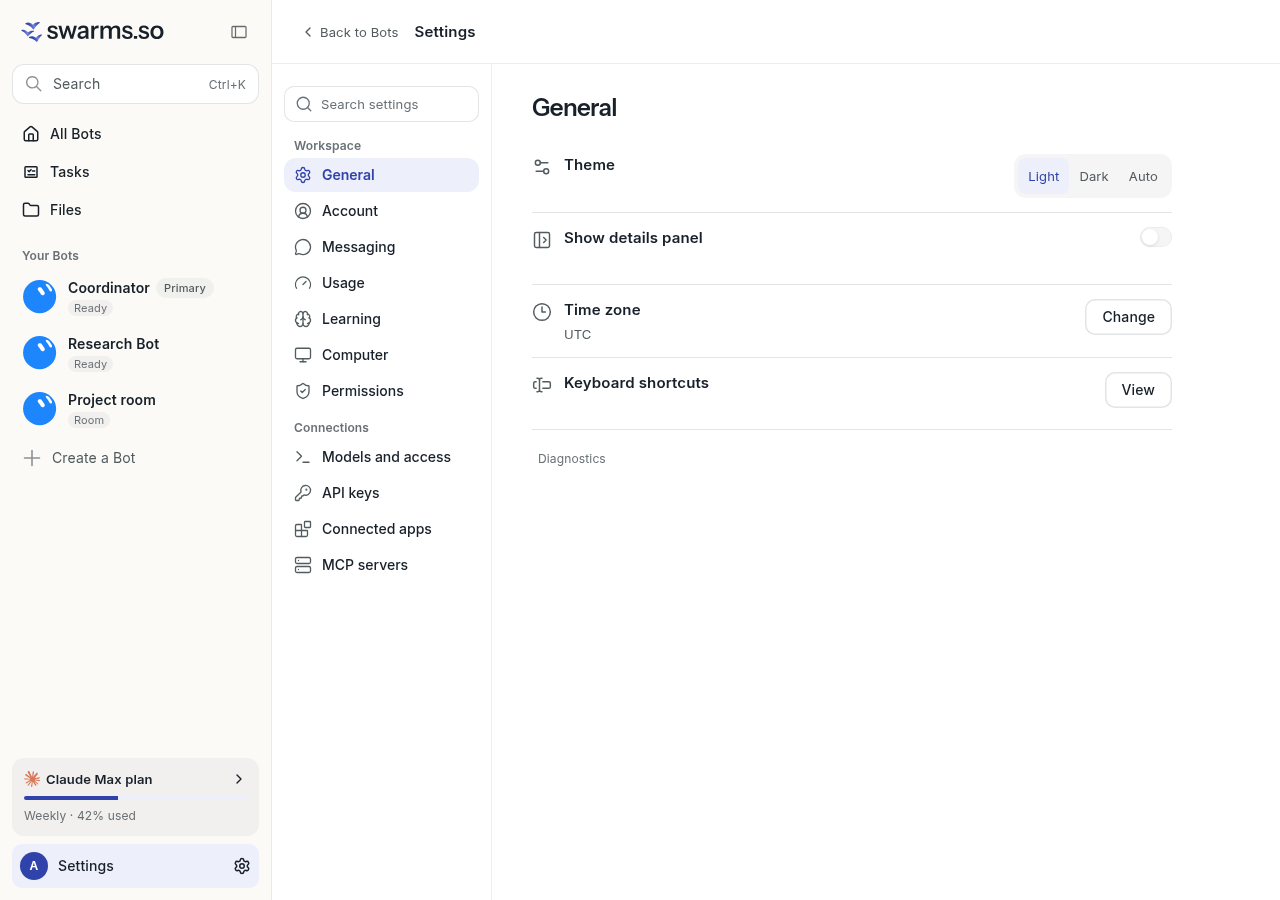 swarms.so
Search Ctrl+K
All Bots
Tasks
Files
Your Bots
Coordinator Primary
Ready
Research Bot
Ready
Project room
Room
Create a Bot
Claude Max plan
Weekly · 42% used
A Settings
Back to Bots Settings
Search settings
Workspace
General
Account
Messaging
Usage
Learning
Computer
Permissions
Connections
Models and access
API keys
Connected apps
MCP servers
General
Theme Light Dark Auto
Show details panel
Time zone Change
UTC
Keyboard shortcuts View
Diagnostics